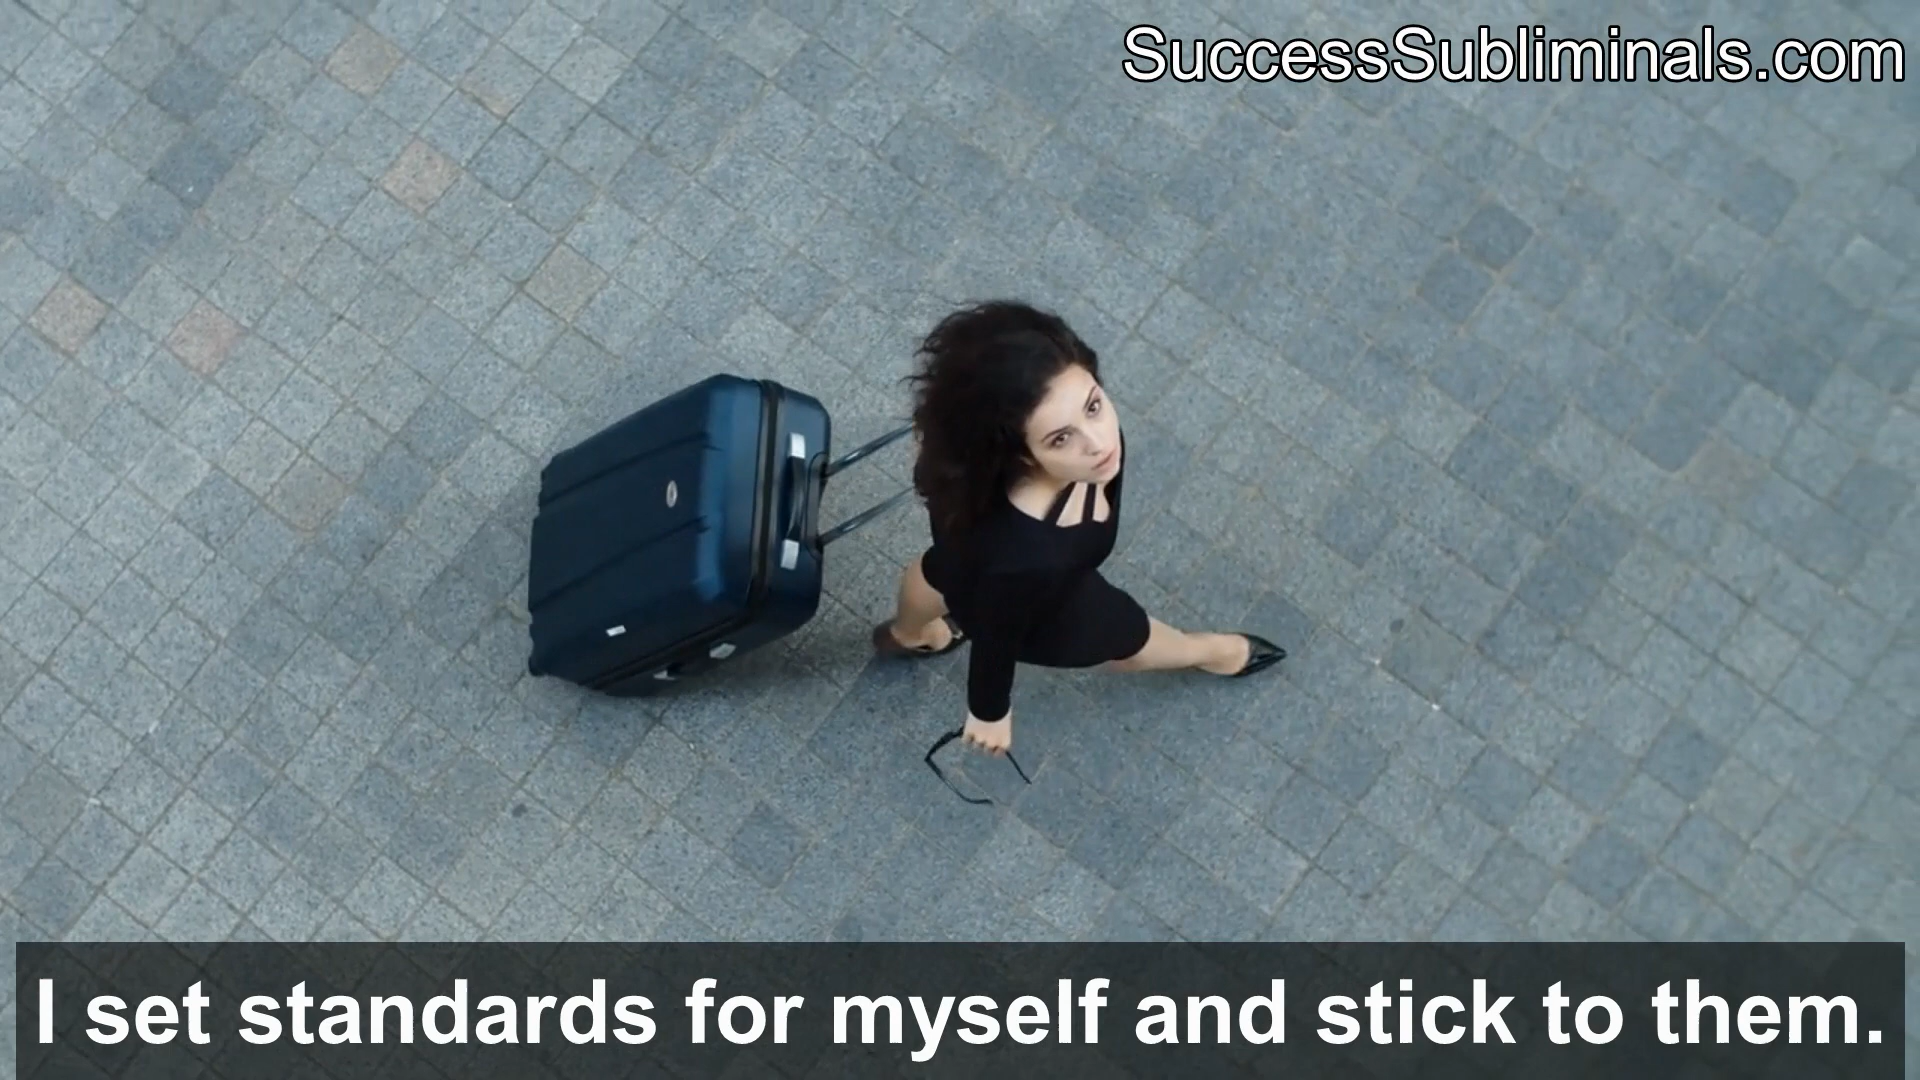 SuccessSubliminals.com
I set standards for myself and stick to them.